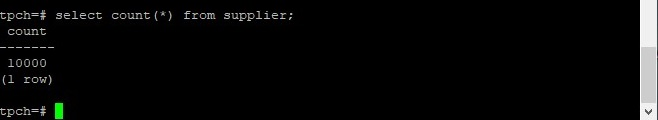 tpch=# select count(*) from supplier;
count
-------
10000
(1 row)
tpch=#